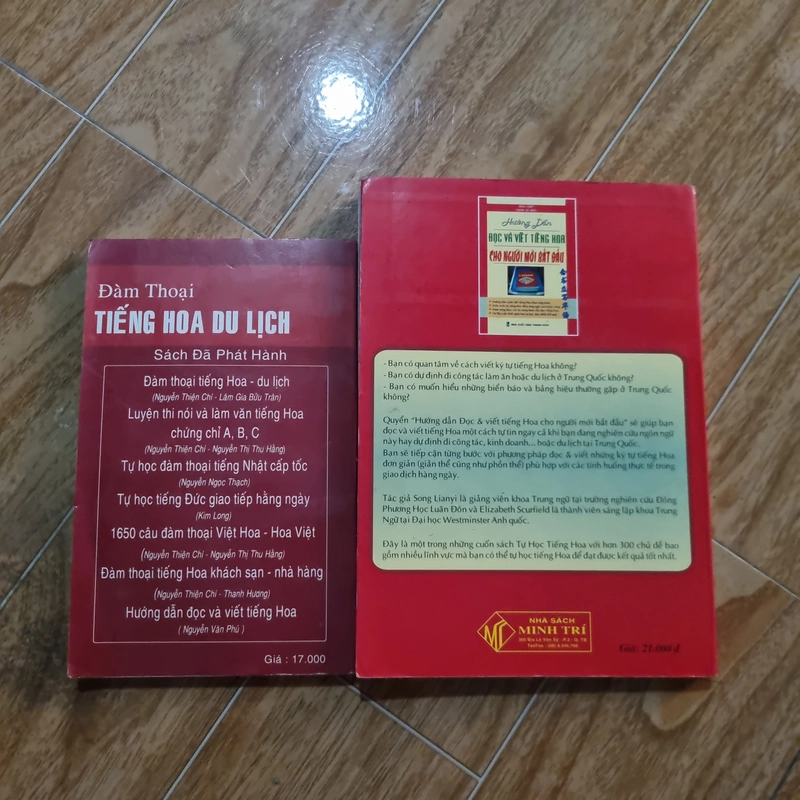 Đàm Thoại
TIẾNG HOA DU LỊCH
Sách Đã Phát Hành
Đàm thoại tiếng Hoa - du lịch
(Nguyễn Thiện Chí - Lâm Gia Bửu Trân)
Luyện thi nói và làm văn tiếng Hoa
chứng chỉ A, B, C
(Nguyễn Thiện Chí - Nguyễn Thị Thu Hằng)
Tự học đàm thoại tiếng Nhật cấp tốc
(Nguyễn Ngọc Thạch)
Tự học tiếng Đức giao tiếp hằng ngày
(Kim Long)
1650 câu đàm thoại Việt Hoa - Hoa Việt
(Nguyễn Thiện Chí - Nguyễn Thị Thu Hằng)
Đàm thoại tiếng Hoa khách sạn - nhà hàng
(Nguyễn Thiện Chí - Thanh Hương)
Hướng dẫn đọc và viết tiếng Hoa
( Nguyễn Văn Phú )
Giá : 17.000
Hướng Dẫn
ĐỌC VÀ VIẾT TIẾNG HOA
CHO NGƯỜI MỚI BẮT ĐẦU
- Bạn có quan tâm về cách viết ký tự tiếng Hoa không?
- Bạn có dự định đi công tác làm ăn hoặc du lịch ở Trung Quốc không?
- Bạn có muốn hiểu những biển báo và bảng hiệu thường gặp ở Trung Quốc
không?
Quyển "Hướng dẫn Đọc & viết tiếng Hoa cho người mới bắt đầu" sẽ giúp bạn
đọc và viết tiếng Hoa một cách tự tin ngay cả khi bạn đang nghiên cứu ngôn ngữ
này hay dự định đi công tác, kinh doanh... hoặc du lịch tại Trung Quốc.
Bạn sẽ tiếp cận từng bước với phương pháp đọc & viết những ký tự tiếng Hoa
đơn giản (giản thể cũng như phồn thể) phù hợp với các tình huống thực tế trong
giao dịch hàng ngày.
Tác giả Song Lianyi là giảng viên khoa Trung ngữ tại trường nghiên cứu Đông
Phương Học Luân Đôn và Elizabeth Scurfield là thành viên sáng lập khoa Trung
Ngữ tại Đại học Westminster Anh quốc.
Đây là một trong những cuốn sách Tự Học Tiếng Hoa với hơn 300 chủ đề bao
gồm nhiều lĩnh vực mà bạn có thể tự học tiếng Hoa để đạt được kết quả tốt nhất.
NHÀ SÁCH
MINH TRÍ
Giá: 21.000 đ